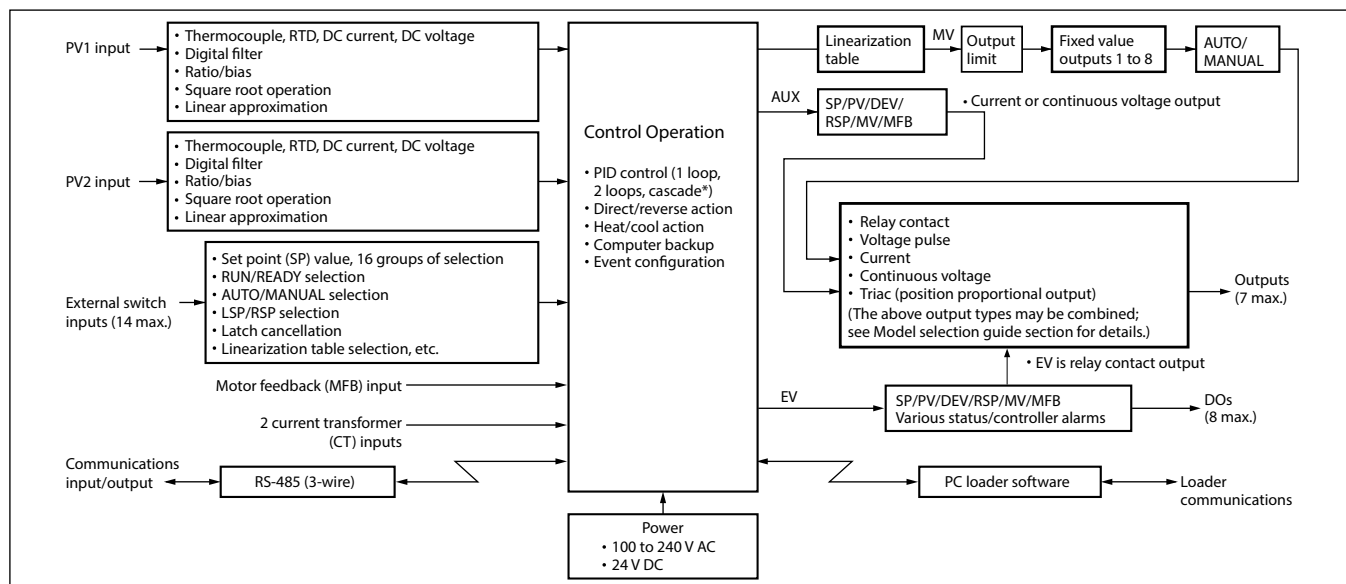 PV1 input
• Thermocouple, RTD, DC current, DC voltage
• Digital filter
• Ratio/bias
• Square root operation
• Linear approximation
PV2 input
• Thermocouple, RTD, DC current, DC voltage
• Digital filter
• Ratio/bias
• Square root operation
• Linear approximation
External switch
inputs (14 max.)
• Set point (SP) value, 16 groups of selection
• RUN/READY selection
• AUTO/MANUAL selection
• LSP/RSP selection
• Latch cancellation
• Linearization table selection, etc.
Motor feedback (MFB) input
2 current transformer
(CT) inputs
Communications
input/output
RS-485 (3-wire)
Control Operation
• PID control (1 loop,
2 loops, cascade*)
• Direct/reverse action
• Heat/cool action
• Computer backup
• Event configuration
Power
• 100 to 240 V AC
• 24 V DC
Linearization
table
MV
Output
limit
Fixed value
outputs 1 to 8
AUTO/
MANUAL
AUX
SP/PV/DEV/
RSP/MV/MFB
• Current or continuous voltage output
• Relay contact
• Voltage pulse
• Current
• Continuous voltage
• Triac (position proportional output)
(The above output types may be combined;
see Model selection guide section for details.)
Outputs
(7 max.)
• EV is relay contact output
EV
SP/PV/DEV/RSP/MV/MFB
Various status/controller alarms
DOs
(8 max.)
PC loader software
Loader
communications